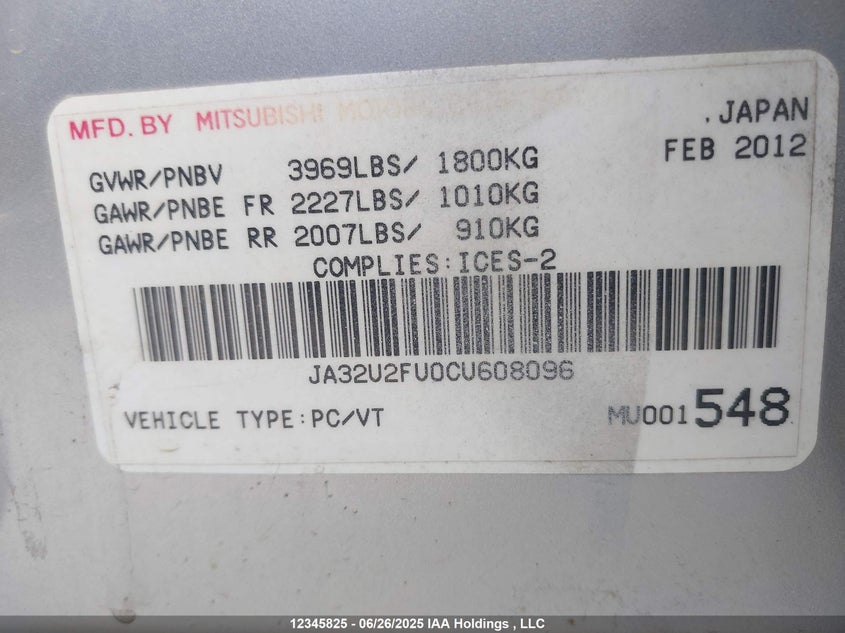 MFD. BY MITSUBISHI
.JAPAN
FEB 2012
GVWR/PNBV 3969LBS/ 1800KG
GAWR/PNBE FR 2227LBS/ 1010KG
GAWR/PNBE RR 2007LBS/ 910KG
COMPLIES:ICES-2
JA32U2FU0CU608096
VEHICLE TYPE:PC/VT
MU001548
12345825 - 06/26/2025 IAA Holdings , LLC